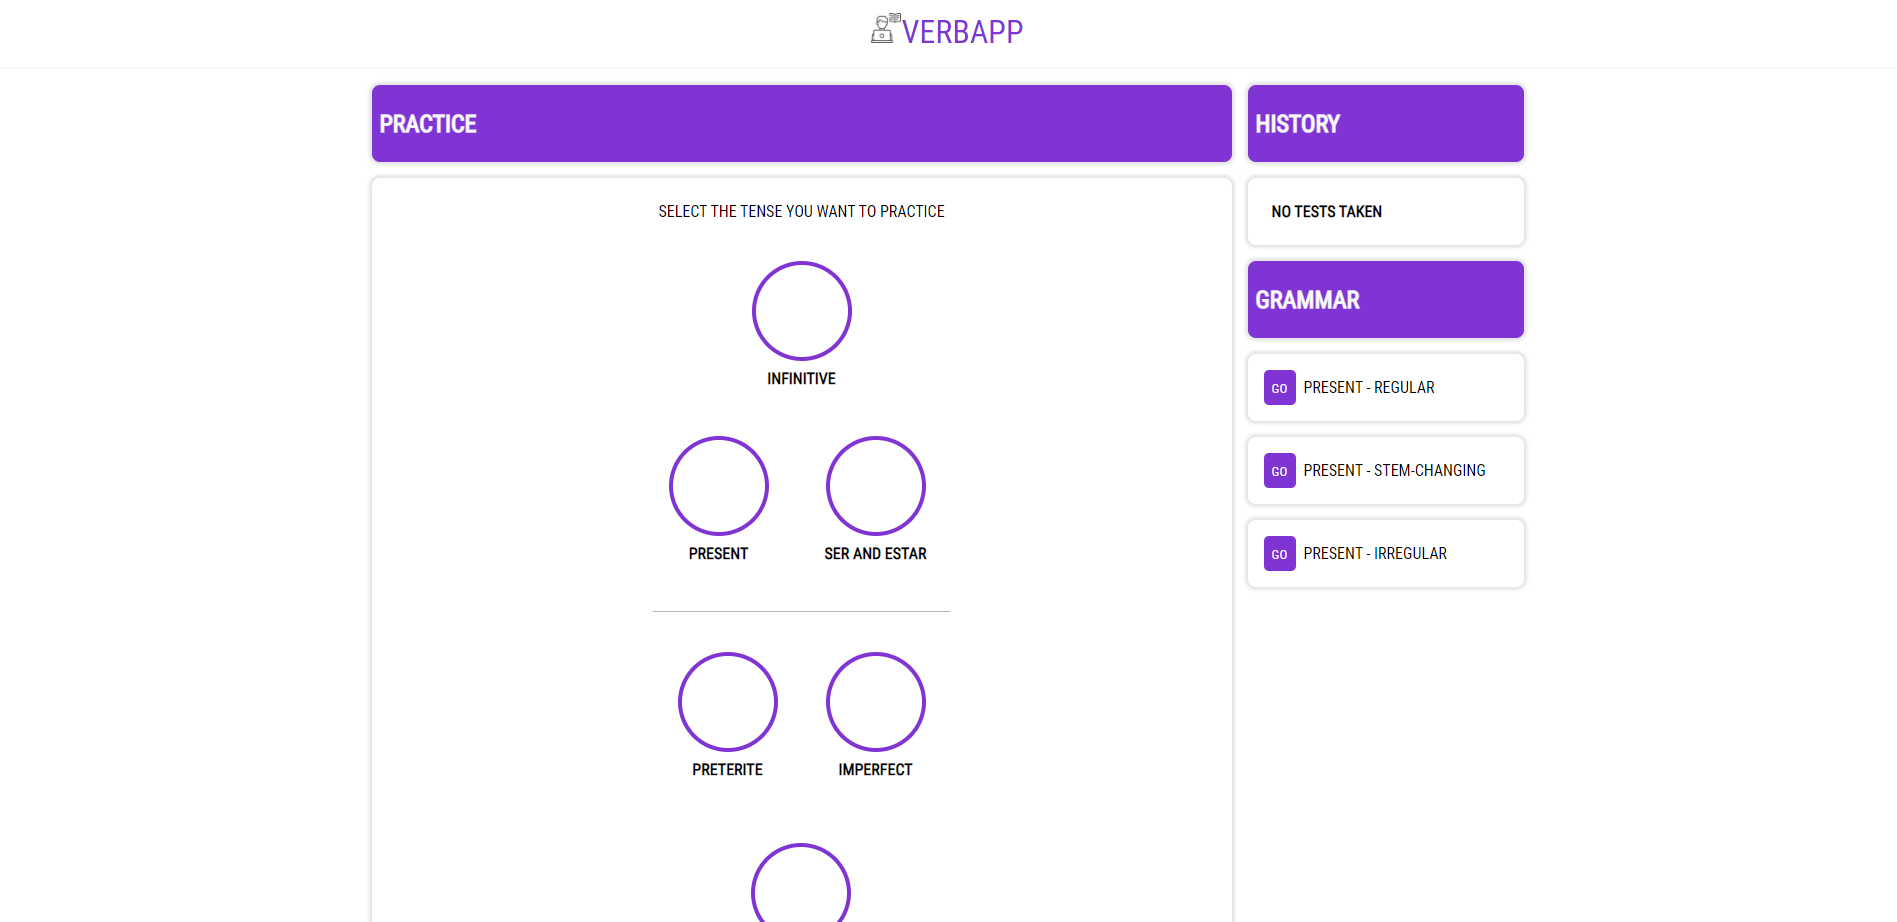 VERBAPP
PRACTICE
SELECT THE TENSE YOU WANT TO PRACTICE
INFINITIVE
PRESENT
SER AND ESTAR
PRETERITE
IMPERFECT
HISTORY
NO TESTS TAKEN
GRAMMAR
GO PRESENT - REGULAR
GO PRESENT - STEM-CHANGING
GO PRESENT - IRREGULAR